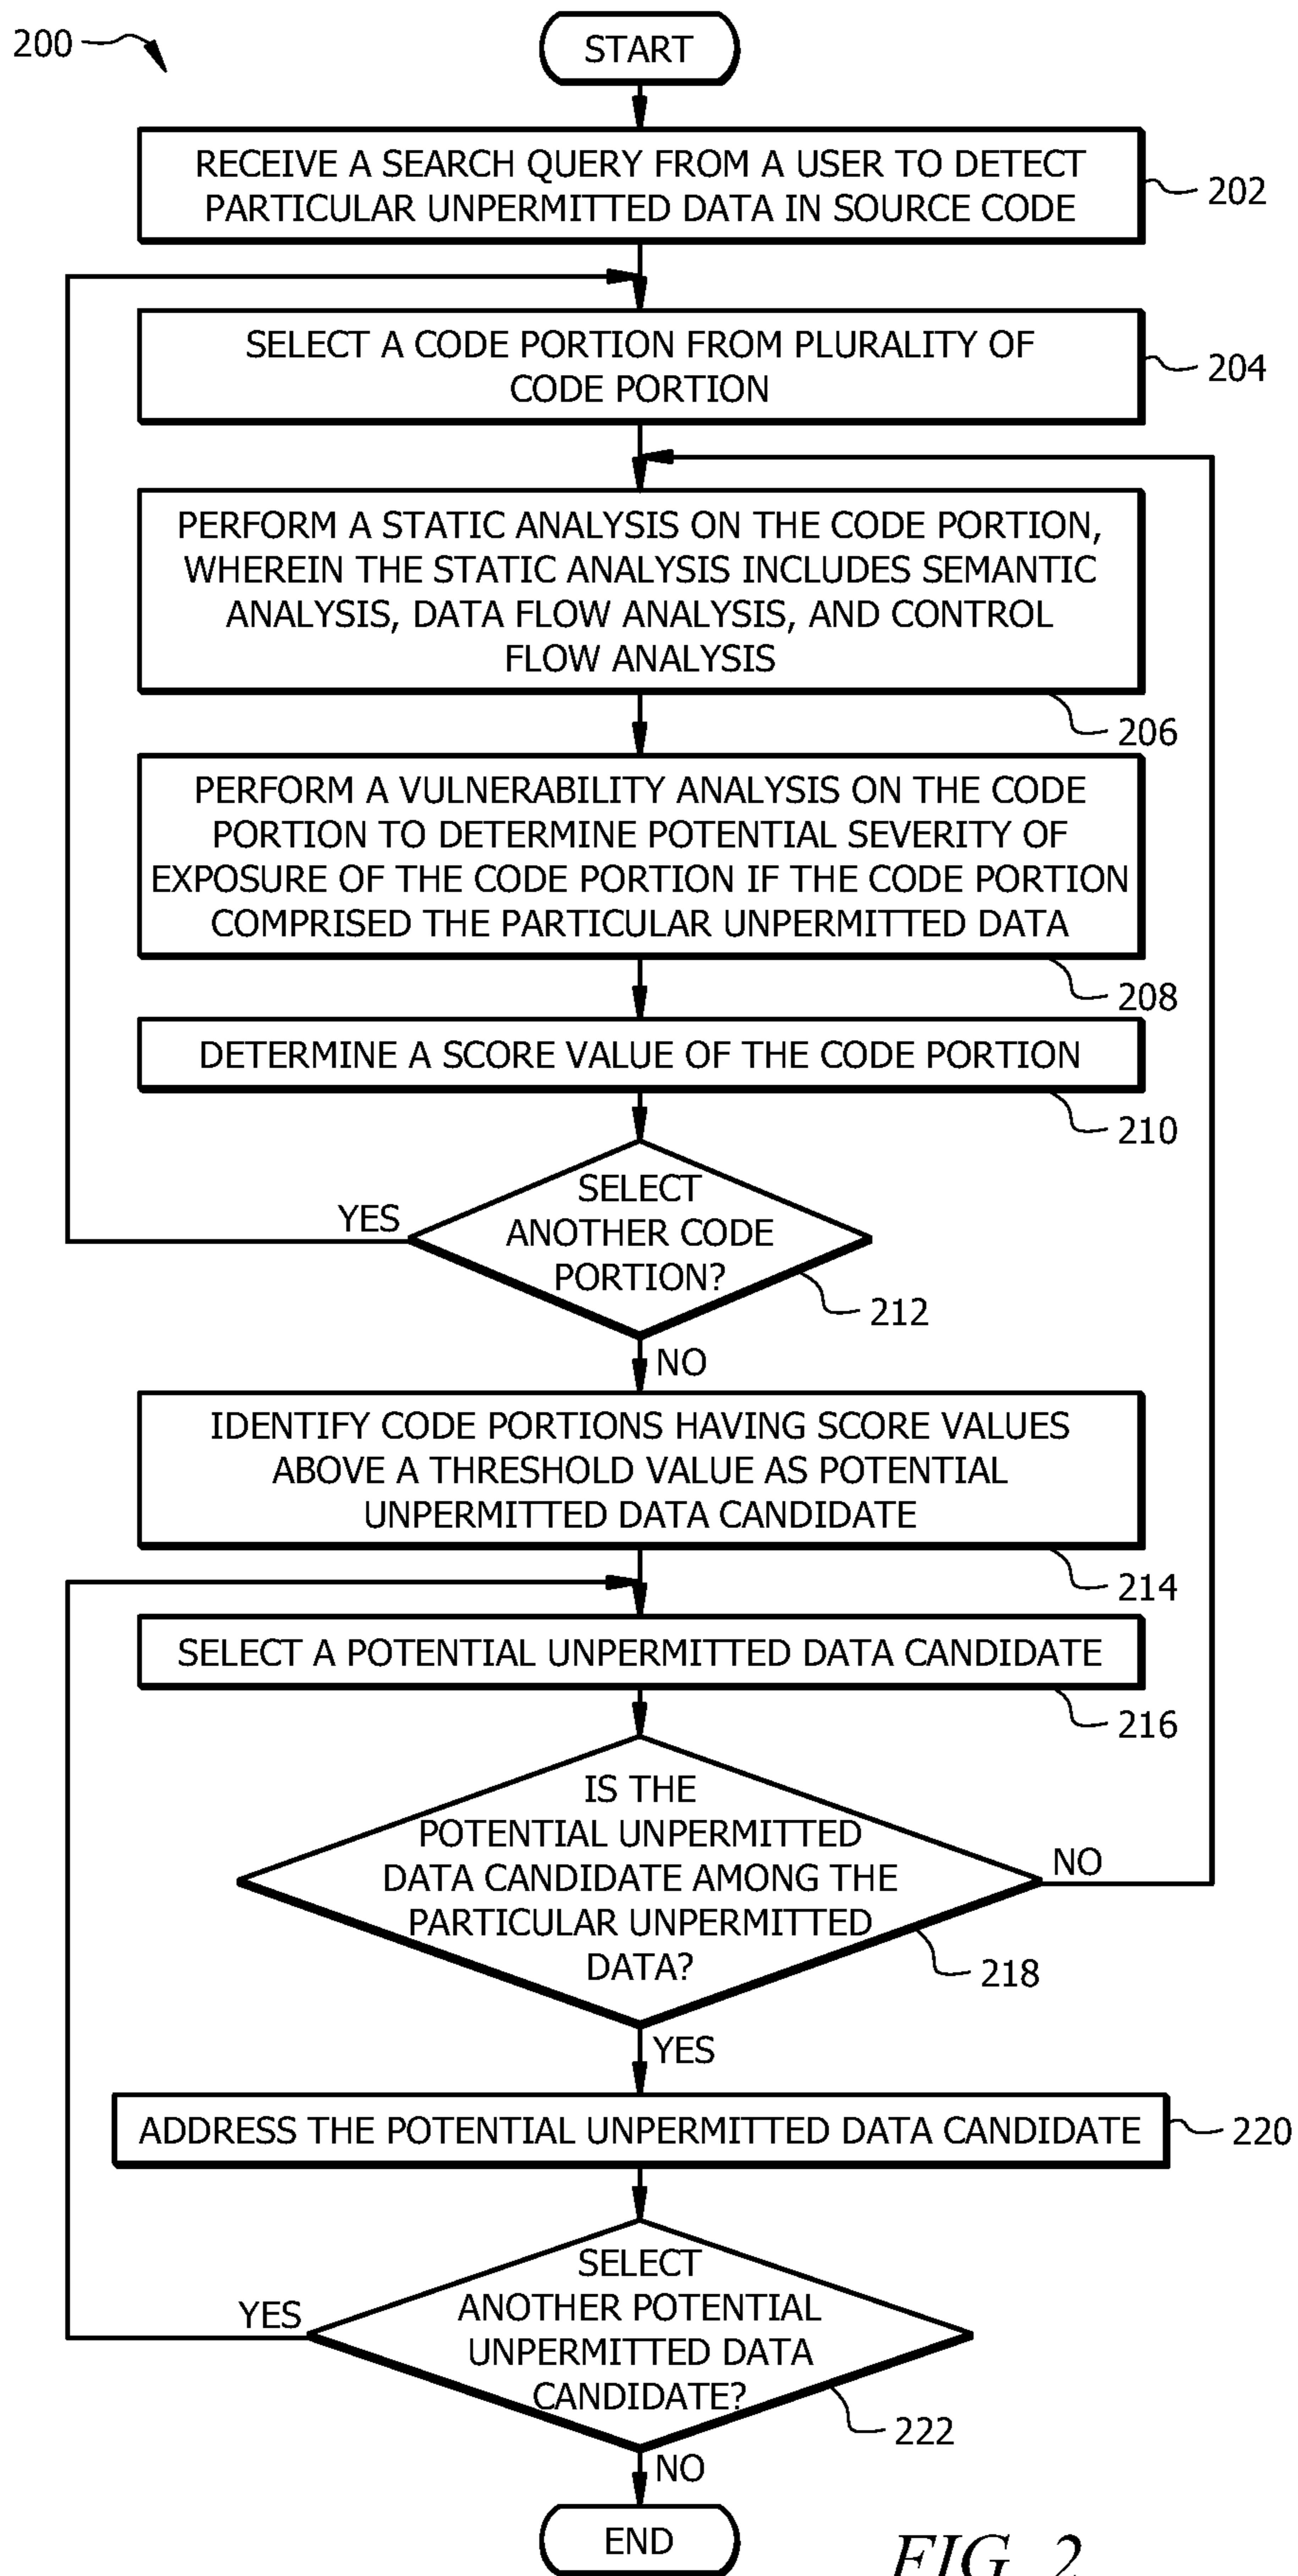 200
START
RECEIVE A SEARCH QUERY FROM A USER TO DETECT
PARTICULAR UNPERMITTED DATA IN SOURCE CODE
202
SELECT A CODE PORTION FROM PLURALITY OF
CODE PORTION
204
PERFORM A STATIC ANALYSIS ON THE CODE PORTION,
WHEREIN THE STATIC ANALYSIS INCLUDES SEMANTIC
ANALYSIS, DATA FLOW ANALYSIS, AND CONTROL
FLOW ANALYSIS
206
PERFORM A VULNERABILITY ANALYSIS ON THE CODE
PORTION TO DETERMINE POTENTIAL SEVERITY OF
EXPOSURE OF THE CODE PORTION IF THE CODE PORTION
COMPRISED THE PARTICULAR UNPERMITTED DATA
208
DETERMINE A SCORE VALUE OF THE CODE PORTION
210
SELECT
ANOTHER CODE
PORTION?
YES
212
NO
IDENTIFY CODE PORTIONS HAVING SCORE VALUES
ABOVE A THRESHOLD VALUE AS POTENTIAL
UNPERMITTED DATA CANDIDATE
214
SELECT A POTENTIAL UNPERMITTED DATA CANDIDATE
216
IS THE
POTENTIAL UNPERMITTED
DATA CANDIDATE AMONG THE
PARTICULAR UNPERMITTED
DATA?
NO
218
YES
ADDRESS THE POTENTIAL UNPERMITTED DATA CANDIDATE
220
SELECT
ANOTHER POTENTIAL
UNPERMITTED DATA
CANDIDATE?
YES
222
NO
END
FIG. 2